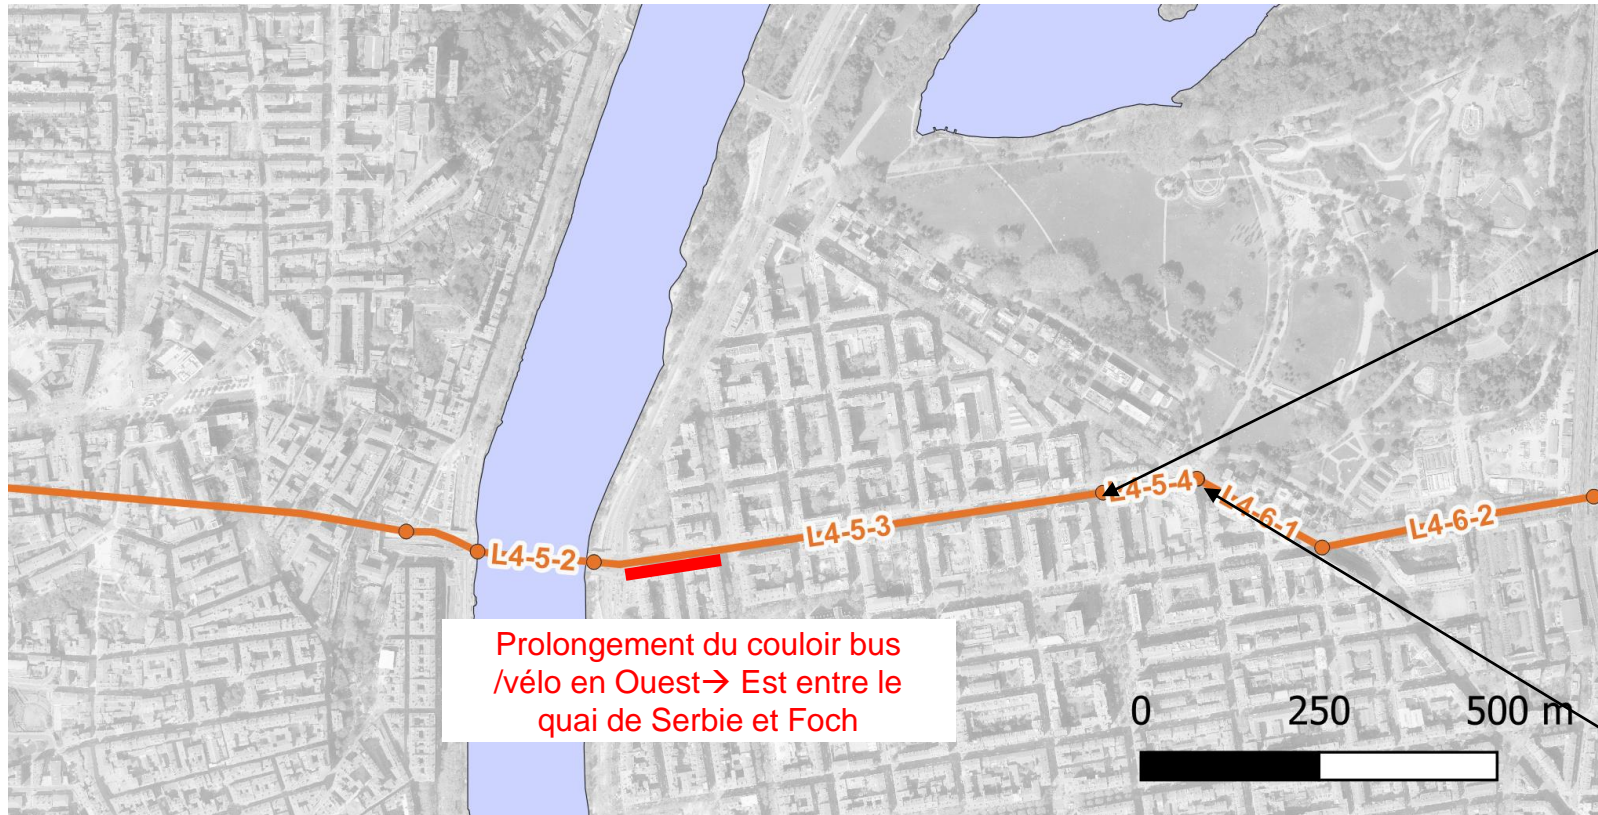 L4-5-4
L4-6-1
L4-6-2
L4-5-3
L4-5-2
Prolongement du couloir bus
/vélo en Ouest→ Est entre le
quai de Serbie et Foch
0 250 500 m